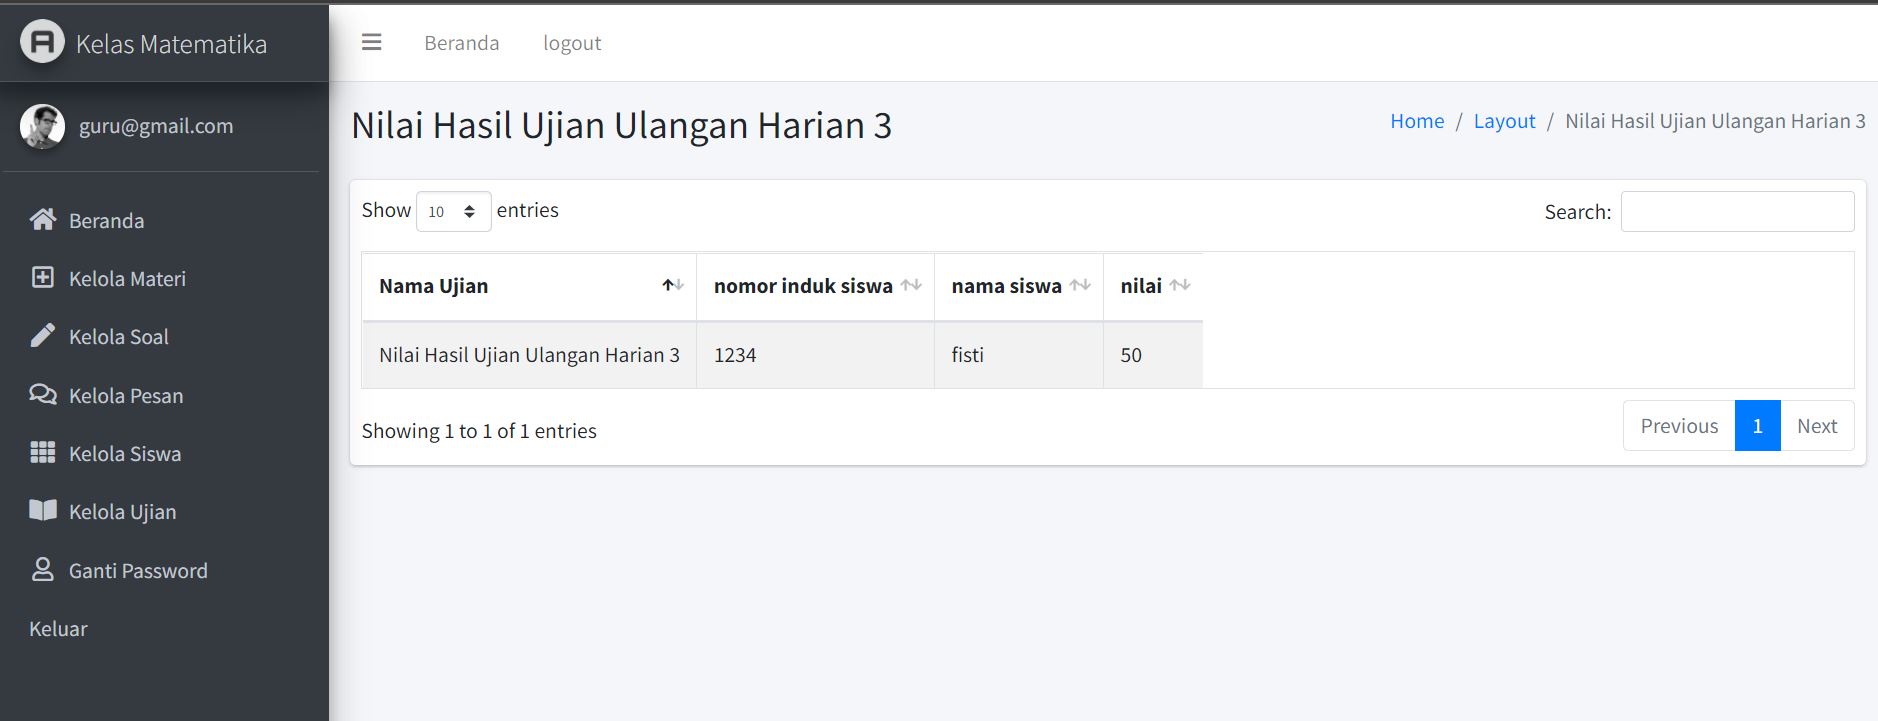 Kelas Matematika
guru@gmail.com
Beranda
Kelola Materi
Kelola Soal
Kelola Pesan
Kelola Siswa
Kelola Ujian
Ganti Password
Keluar
Beranda logout
Nilai Hasil Ujian Ulangan Harian 3
Home / Layout / Nilai Hasil Ujian Ulangan Harian 3
Show 10 entries
Search:
Nama Ujian nomor induk siswa nama siswa nilai
Nilai Hasil Ujian Ulangan Harian 3 1234 fisti 50
Showing 1 to 1 of 1 entries
Previous 1 Next